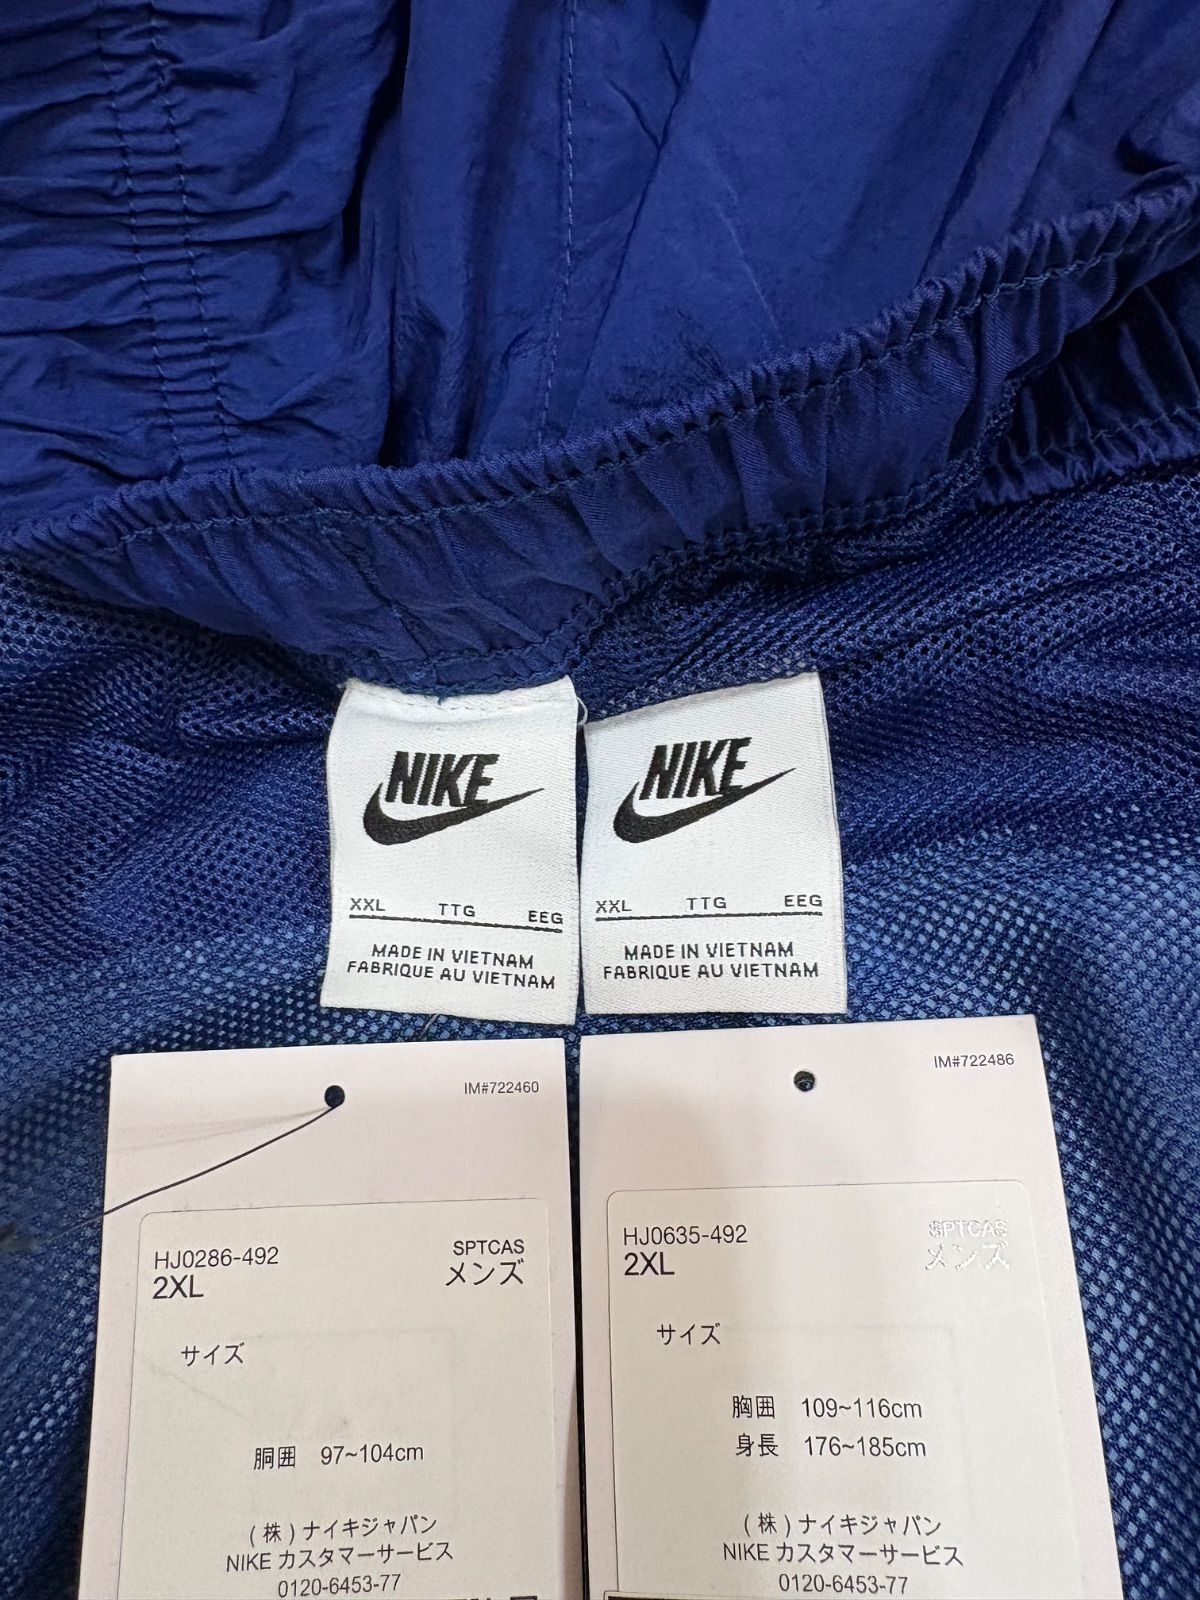 NIKE
XXL TTG EEG
MADE IN VIETNAM
FABRIQUE AU VIETNAM
NIKE
XXL TTG EEG
MADE IN VIETNAM
FABRIQUE AU VIETNAM
IM#722460
HJ0286-492 SPTCAS
2XL メンズ
サイズ
胴囲 97~104cm
(株)ナイキジャパン
NIKE カスタマーサービス
0120-6453-77
IM#722486
HJ0635-492 SPTCAS
2XL メンズ
サイズ
胸囲 109~116cm
身長 176~185cm
(株)ナイキジャパン
NIKE カスタマーサービス
0120-6453-77